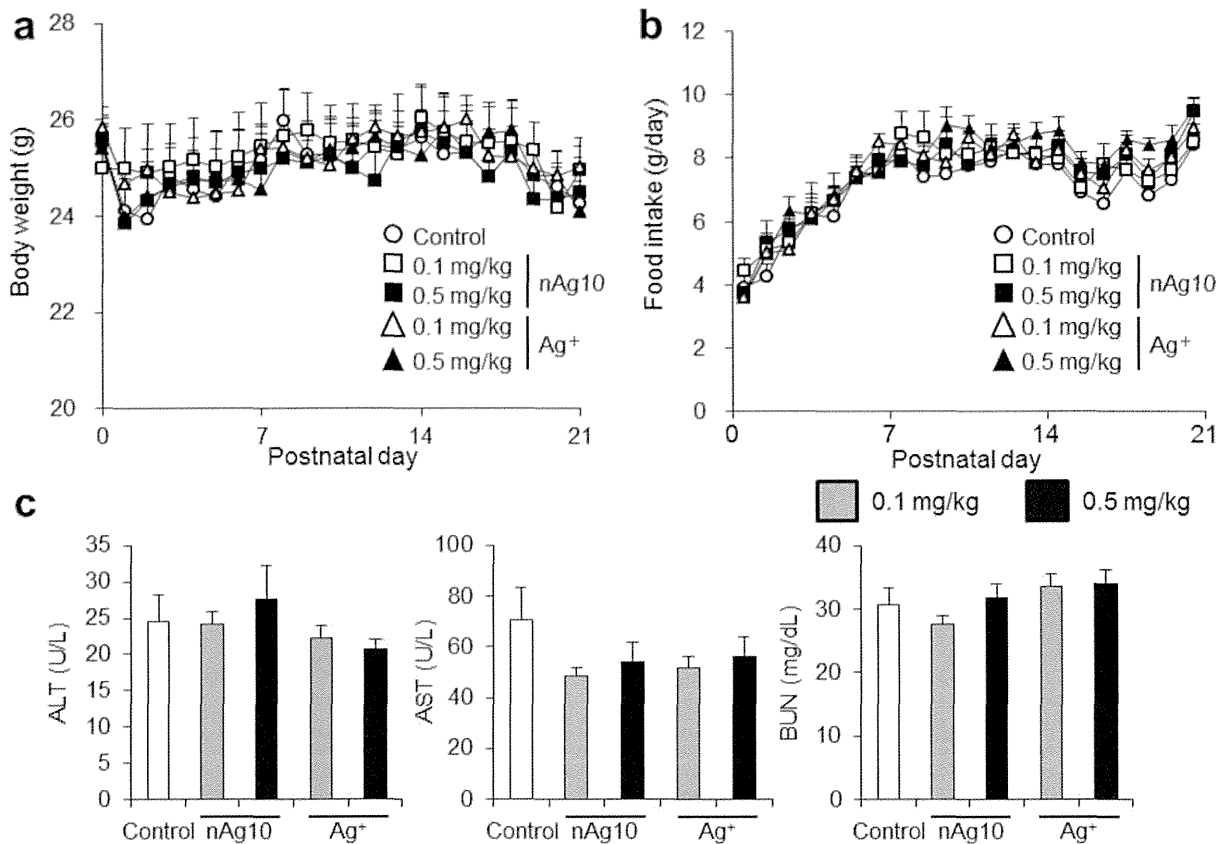 a
28
26
24
22
20
Body weight (g)
0 7 14 21
Postnatal day
Control
0.1 mg/kg
0.5 mg/kg
nAg10
0.1 mg/kg
0.5 mg/kg
Ag⁺
b
12
10
8
6
4
2
0
Food intake (g/day)
0 7 14 21
Postnatal day
Control
0.1 mg/kg
0.5 mg/kg
nAg10
0.1 mg/kg
0.5 mg/kg
Ag⁺
c
0.1 mg/kg 0.5 mg/kg
35
30
25
20
15
10
5
0
ALT (U/L)
Control nAg10 Ag⁺
100
80
60
40
20
0
AST (U/L)
Control nAg10 Ag⁺
40
30
20
10
0
BUN (mg/dL)
Control nAg10 Ag⁺